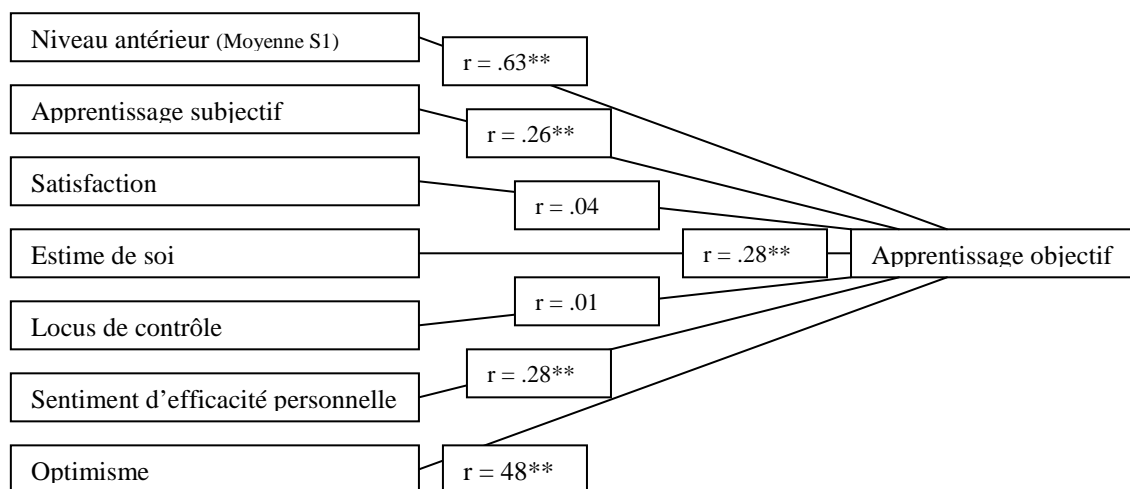 Niveau antérieur (Moyenne S1)
r = .63**
Apprentissage subjectif
r = .26**
Satisfaction
r = .04
Estime de soi
r = .28**
Apprentissage objectif
Locus de contrôle
r = .01
Sentiment d’efficacité personnelle
r = .28**
Optimisme
r = 48**